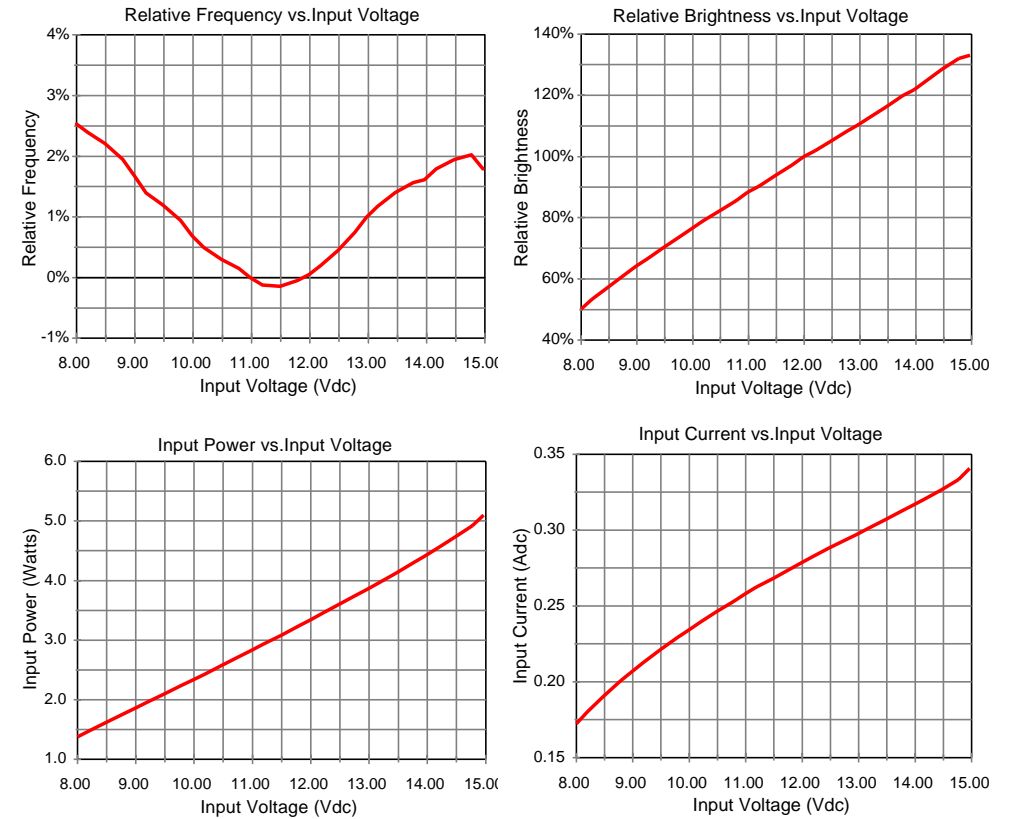 Relative Frequency vs.Input Voltage
4%
3%
2%
1%
0%
-1%
Relative Frequency
8.00 9.00 10.00 11.00 12.00 13.00 14.00 15.00
Input Voltage (Vdc)
Relative Brightness vs.Input Voltage
140%
120%
100%
80%
60%
40%
Relative Brightness
8.00 9.00 10.00 11.00 12.00 13.00 14.00 15.00
Input Voltage (Vdc)
Input Power vs.Input Voltage
6.0
5.0
4.0
3.0
2.0
1.0
Input Power (Watts)
8.00 9.00 10.00 11.00 12.00 13.00 14.00 15.00
Input Voltage (Vdc)
Input Current vs.Input Voltage
0.35
0.30
0.25
0.20
0.15
Input Current (Adc)
8.00 9.00 10.00 11.00 12.00 13.00 14.00 15.00
Input Voltage (Vdc)